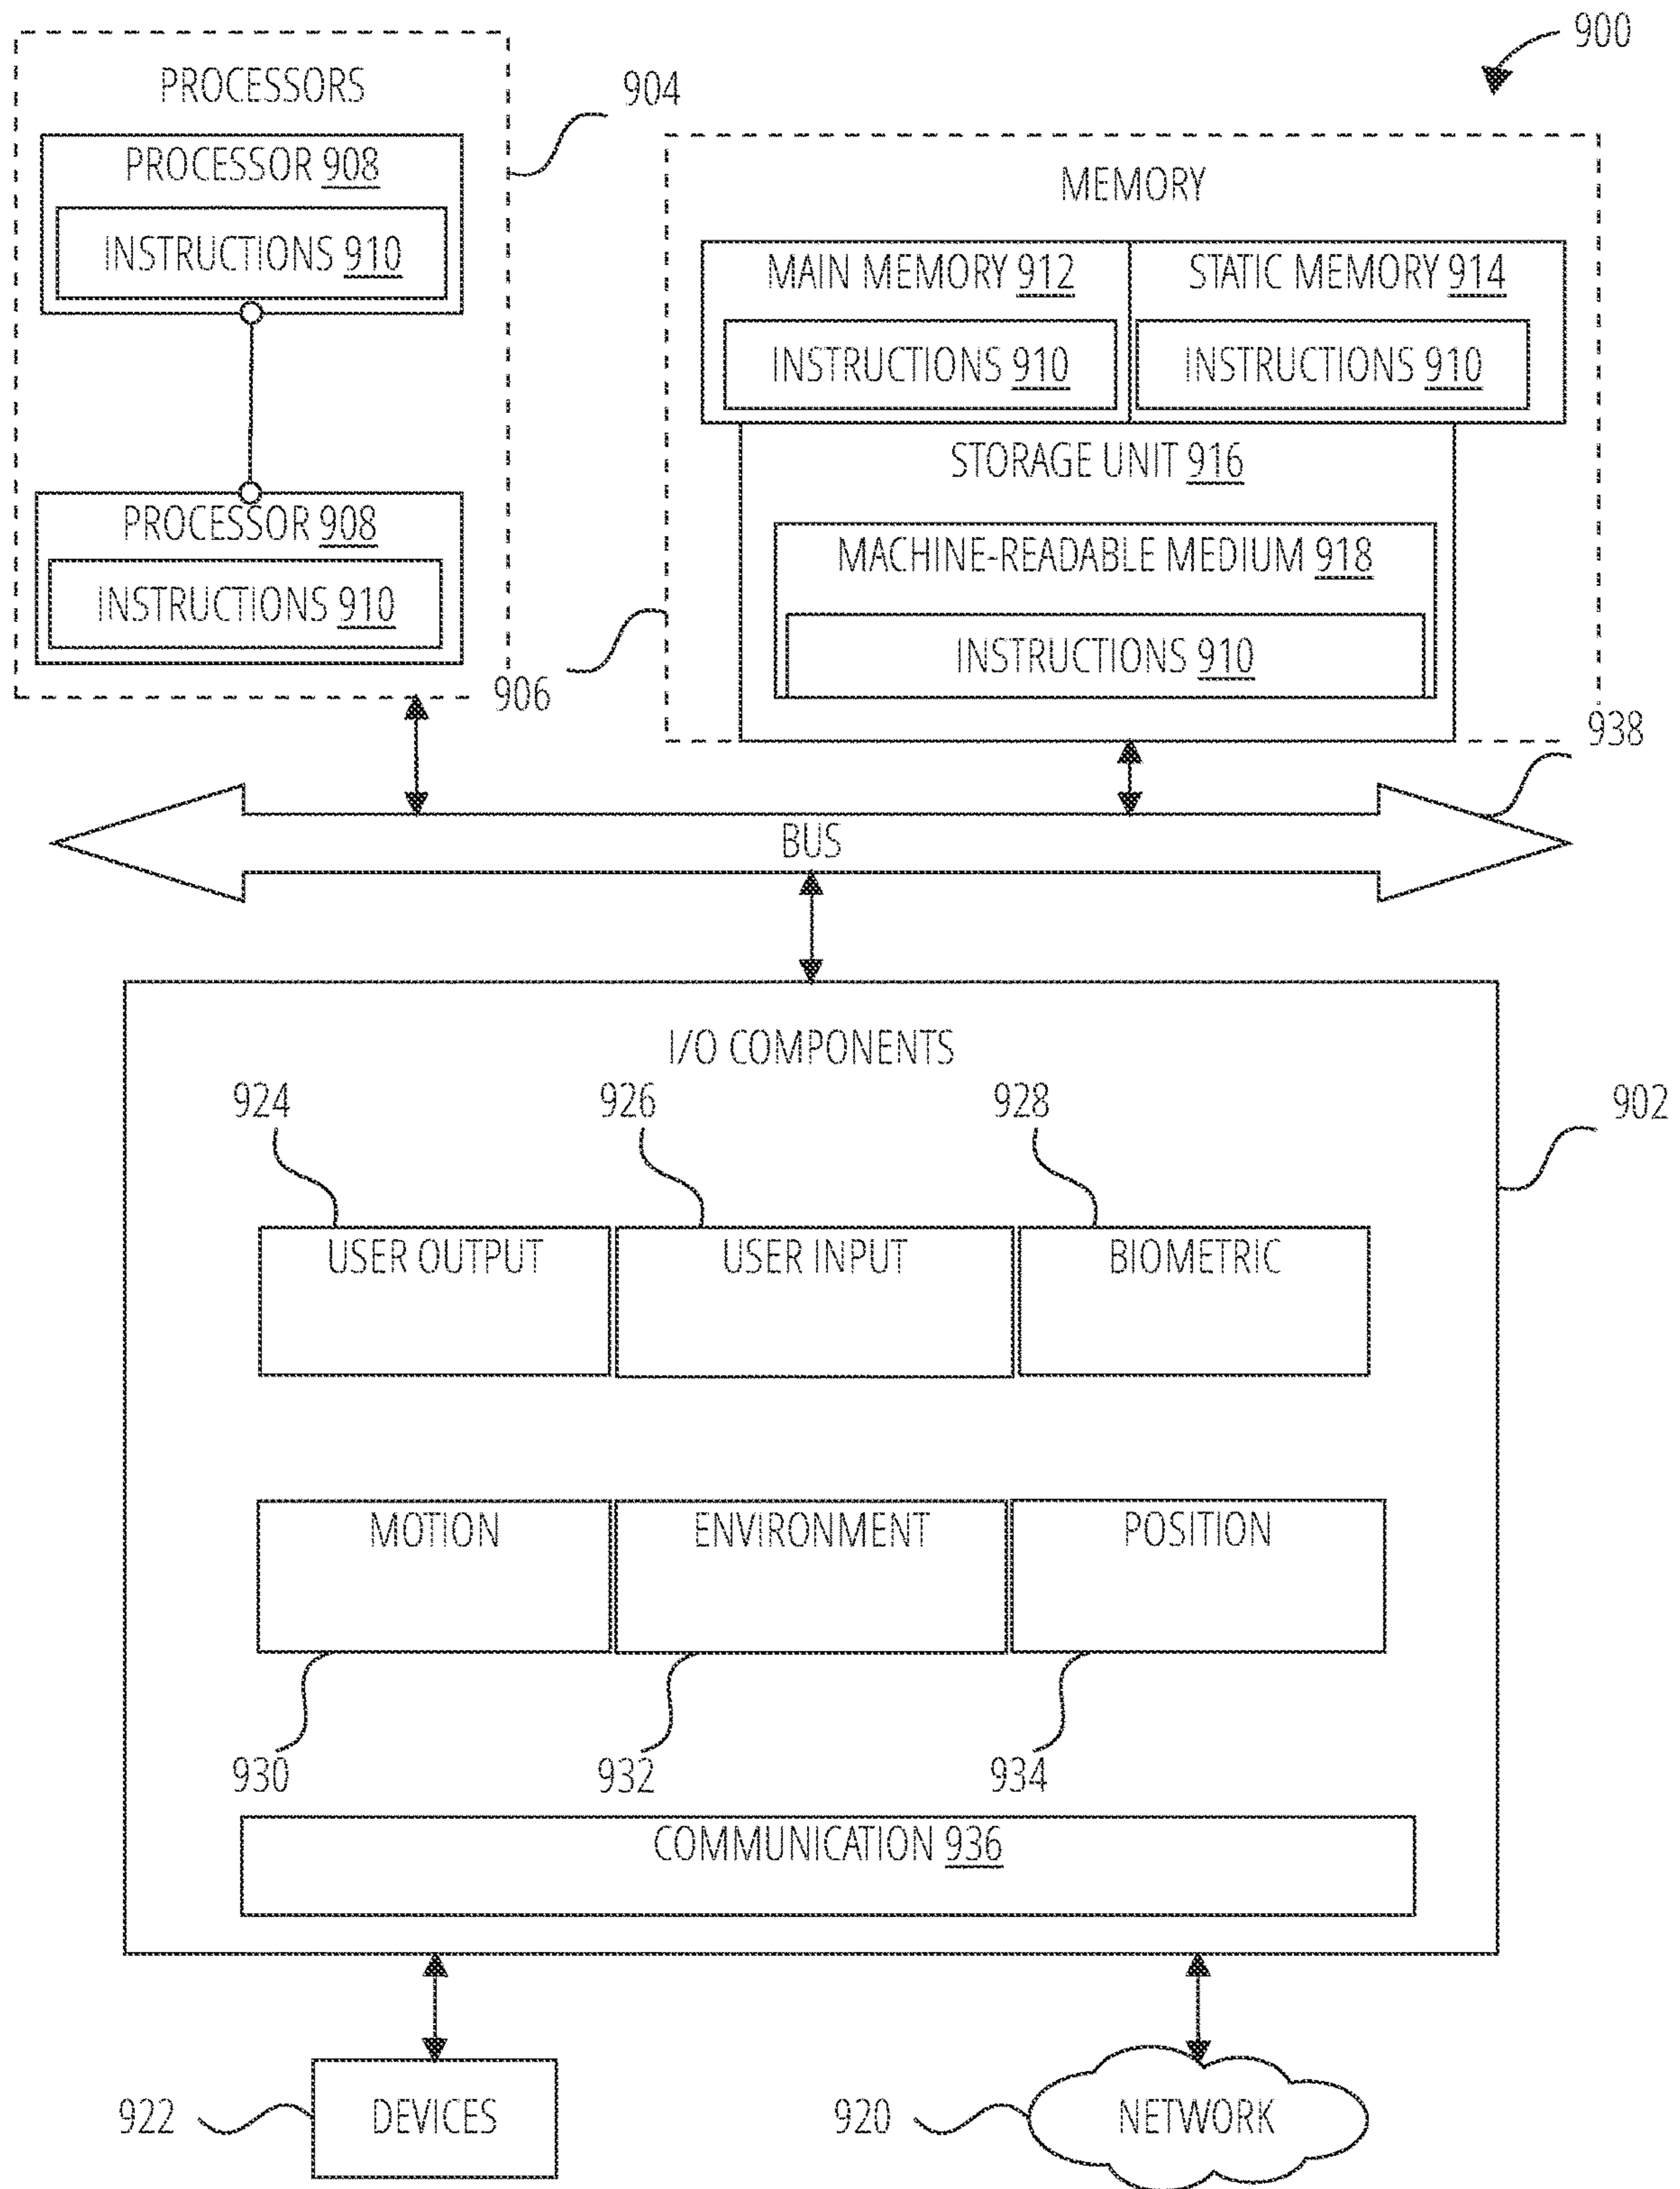 900
PROCESSORS
904
PROCESSOR 908
INSTRUCTIONS 910
PROCESSOR 908
INSTRUCTIONS 910
906
MEMORY
MAIN MEMORY 912
STATIC MEMORY 914
INSTRUCTIONS 910
INSTRUCTIONS 910
STORAGE UNIT 916
MACHINE-READABLE MEDIUM 918
INSTRUCTIONS 910
938
BUS
I/O COMPONENTS
902
924
926
928
USER OUTPUT
USER INPUT
BIOMETRIC
MOTION
ENVIRONMENT
POSITION
930
932
934
COMMUNICATION 936
922
DEVICES
920
NETWORK